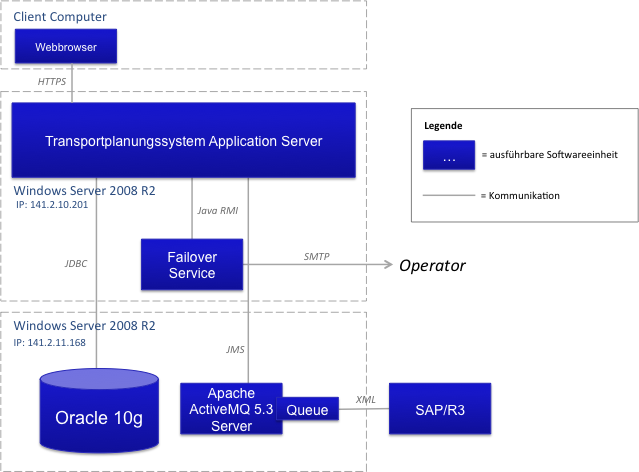 Client Computer
Webbrowser
HTTPS
Transportplanungssystem Application Server
Windows Server 2008 R2
IP: 141.2.10.201
Java RMI
JDBC
Failover
Service
SMTP
Operator
Windows Server 2008 R2
IP: 141.2.11.168
JMS
Oracle 10g
Apache
ActiveMQ 5.3
Server
Queue
XML
SAP/R3
Legende
...
= ausführbare Softwareeinheit
= Kommunikation